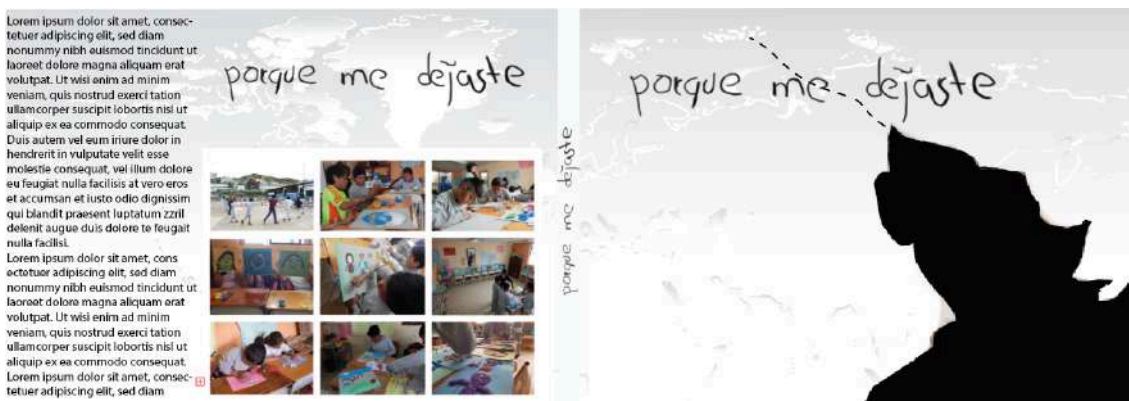 Lorem ipsum dolor sit amet, consec-
tetuer adipiscing elit, sed diam
nonummy nibh euismod tincidunt ut
laoreet dolore magna aliquam erat
volutpat. Ut wisi enim ad minim
veniam, quis nostrud exerci tation
ullamcorper suscipit lobortis nisl ut
aliquip ex ea commodo consequat.
Duis autem vel eum iriure dolor in
hendrerit in vulputate velit esse
molestie consequat, vel illum dolore
eu feugiat nulla facilisis at vero eros
et accumsan et iusto odio dignissim
qui blandit praesent luptatum zzril
delenit augue duis dolore te feugait
nulla facilisi.
Lorem ipsum dolor sit amet, cons
ectetuer adipiscing elit, sed diam
nonummy nibh euismod tincidunt ut
laoreet dolore magna aliquam erat
volutpat. Ut wisi enim ad minim
veniam, quis nostrud exerci tation
ullamcorper suscipit lobortis nisl ut
aliquip ex ea commodo consequat.
Lorem ipsum dolor sit amet, consec-
tetuer adipiscing elit, sed diam
porque me dejaste
porque me dejaste
porque me dejaste